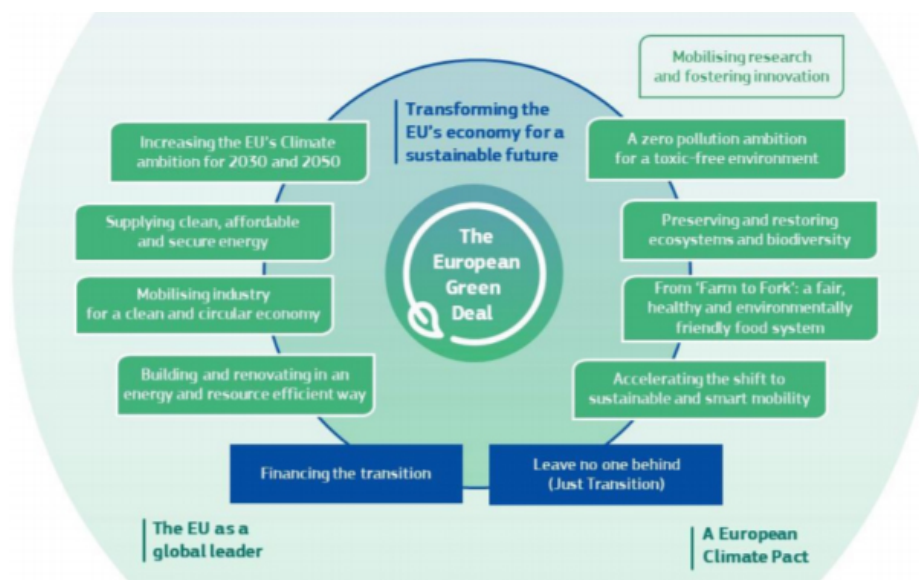 Mobilising research
and fostering innovation
Transforming the
EU's economy for a
sustainable future
Increasing the EU's Climate
ambition for 2030 and 2050
A zero pollution ambition
for a toxic-free environment
Supplying clean, affordable
and secure energy
Preserving and restoring
ecosystems and biodiversity
The
European
Green
Deal
Mobilising industry
for a clean and circular economy
From ‘Farm to Fork’: a fair,
healthy and environmentally
friendly food system
Building and renovating in an
energy and resource efficient way
Accelerating the shift to
sustainable and smart mobility
Financing the transition
Leave no one behind
(Just Transition)
The EU as a
global leader
A European
Climate Pact